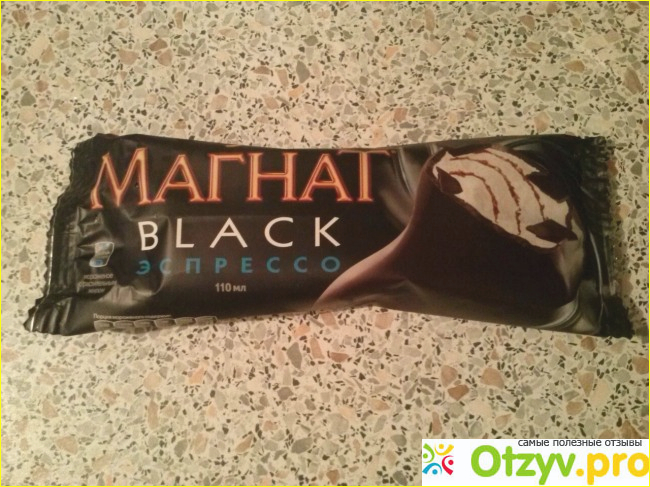 МАГНАТ
BLACK
ЭСПРЕССО
110 мл
самые полезные отзывы
Otzyv.pro